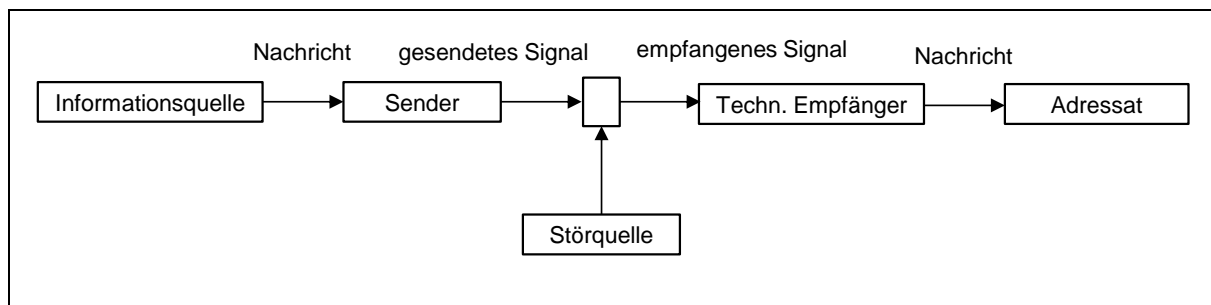 Nachricht
gesendetes Signal
empfangenes Signal
Nachricht
Informationsquelle
Sender
Techn. Empfänger
Adressat
Störquelle